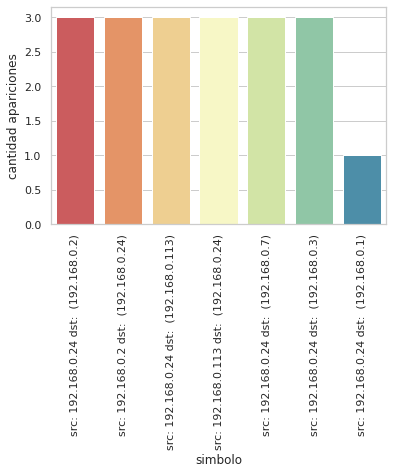 cantidad apariciones
3.0
2.5
2.0
1.5
1.0
0.5
0.0
src: 192.168.0.24 dst: (192.168.0.2)
src: 192.168.0.2 dst: (192.168.0.24)
src: 192.168.0.24 dst: (192.168.0.113)
src: 192.168.0.113 dst: (192.168.0.24)
src: 192.168.0.24 dst: (192.168.0.7)
src: 192.168.0.24 dst: (192.168.0.3)
src: 192.168.0.24 dst: (192.168.0.1)
simbolo